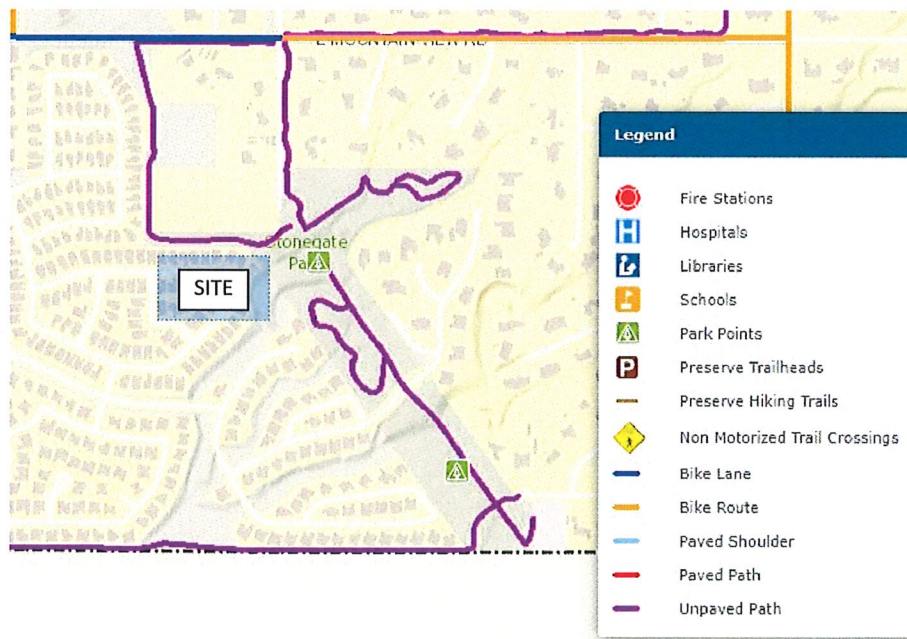 Legend
Fire Stations
H
Hospitals
Libraries
Schools
Park Points
P
Preserve Trailheads
Preserve Hiking Trails
Non Motorized Trail Crossings
Bike Lane
Bike Route
Paved Shoulder
Paved Path
Unpaved Path
SITE